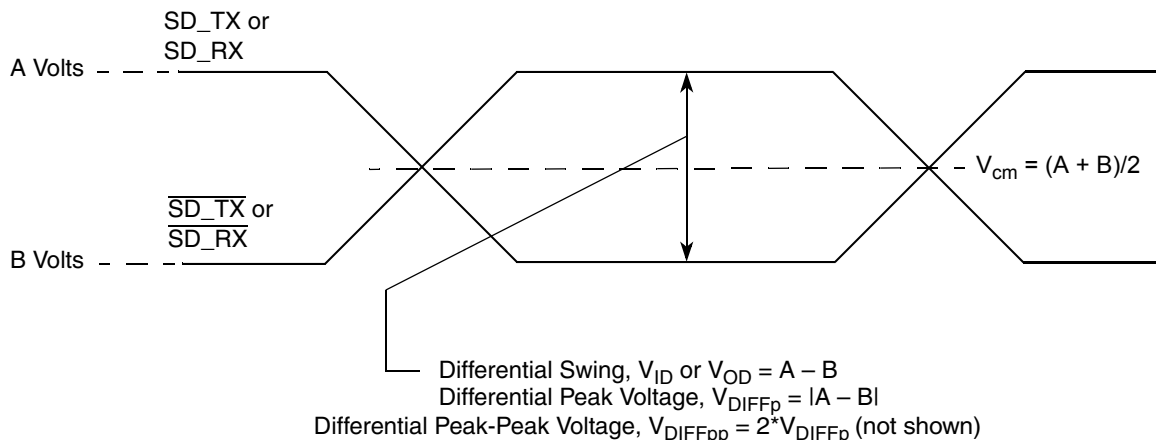 SD_TX or
SD_RX
A Volts
V_cm = (A + B)/2
SD_TX or
SD_RX
B Volts
Differential Swing, V_ID or V_OD = A – B
Differential Peak Voltage, V_DIFFp = |A – B|
Differential Peak-Peak Voltage, V_DIFFpp = 2*V_DIFFp (not shown)